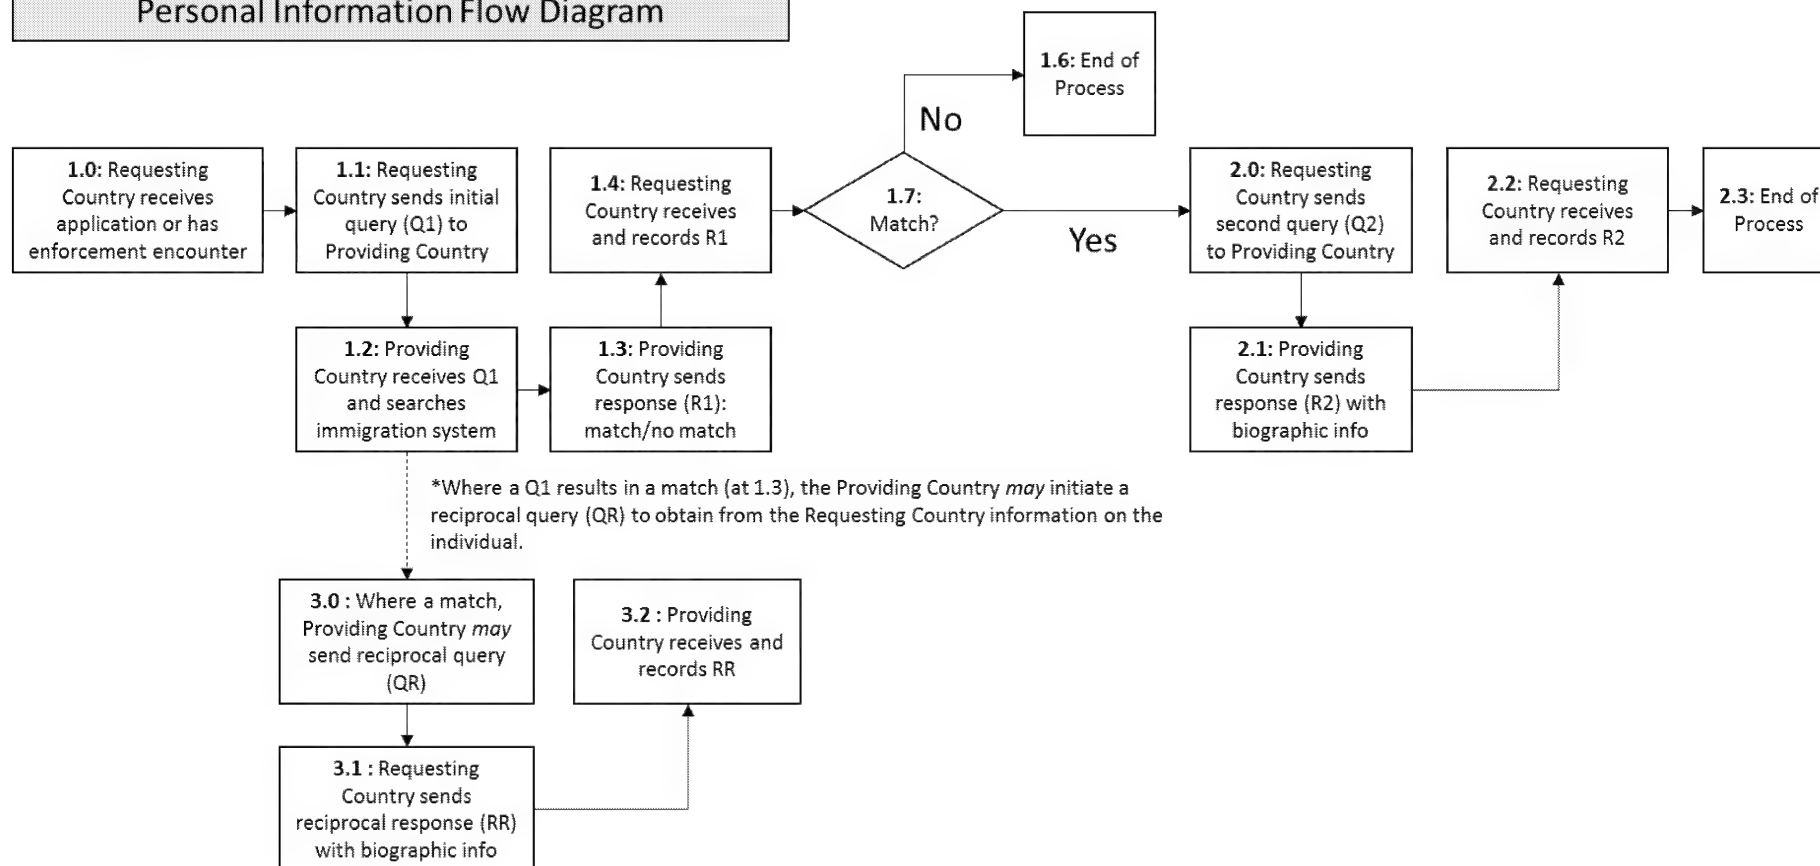 Personal Information Flow Diagram
1.6: End of
Process
No
1.0: Requesting
Country receives
application or has
enforcement encounter
1.1: Requesting
Country sends initial
query (Q1) to
Providing Country
1.4: Requesting
Country receives
and records R1
1.7:
Match?
Yes
2.0: Requesting
Country sends
second query (Q2)
to Providing Country
2.2: Requesting
Country receives
and records R2
2.3: End of
Process
1.2: Providing
Country receives Q1
and searches
immigration system
1.3: Providing
Country sends
response (R1):
match/no match
2.1: Providing
Country sends
response (R2) with
biographic info
*Where a Q1 results in a match (at 1.3), the Providing Country may initiate a
reciprocal query (QR) to obtain from the Requesting Country information on the
individual.
3.0 : Where a match,
Providing Country may
send reciprocal query
(QR)
3.2 : Providing
Country receives and
records RR
3.1 : Requesting
Country sends
reciprocal response (RR)
with biographic info